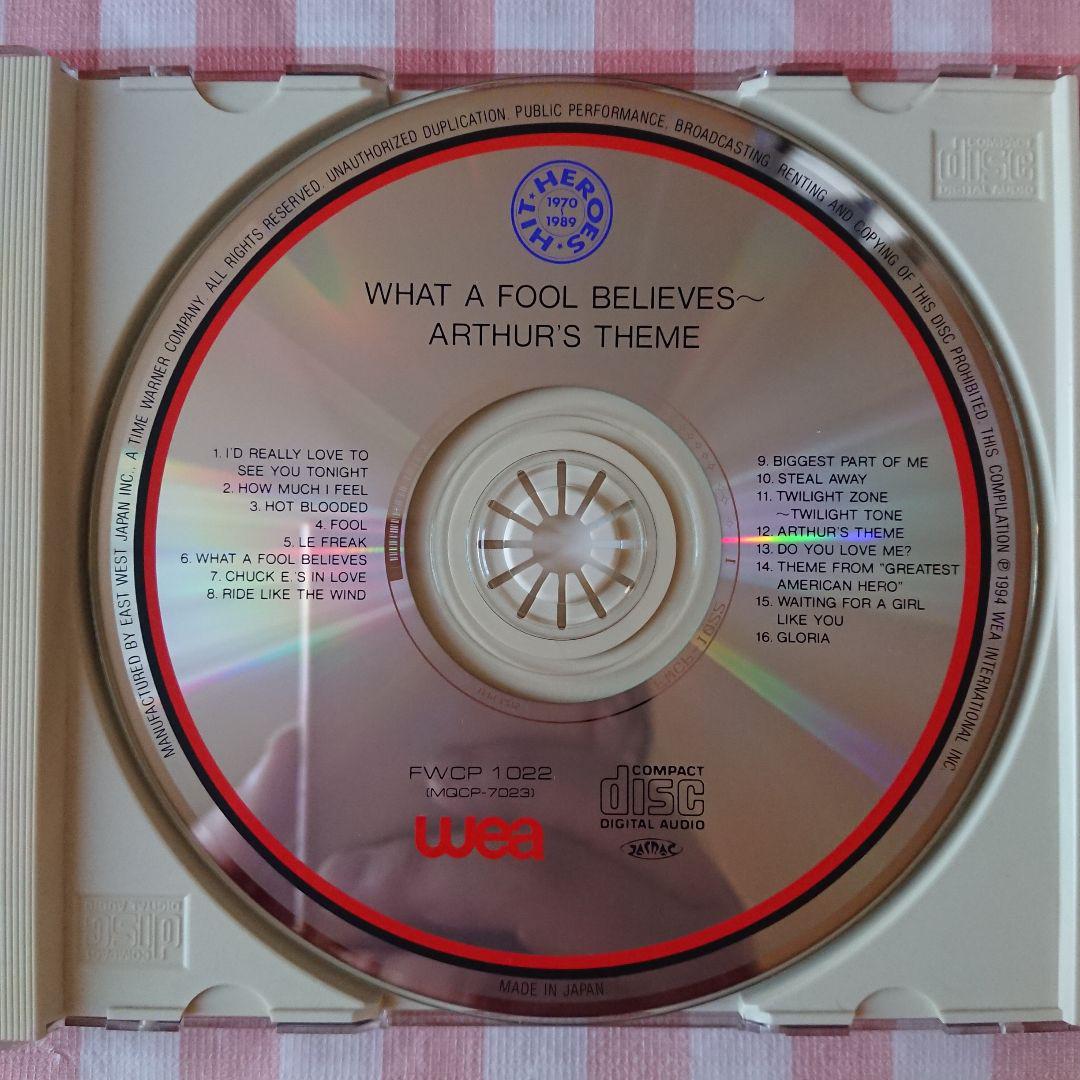 MANUFACTURED BY EAST WEST JAPAN INC., A TIME WARNER COMPANY. ALL RIGHTS RESERVED. UNAUTHORIZED DUPLICATION. PUBLIC PERFORMANCE, BROADCASTING, RENTING AND COPYING OF THIS DISC PROHIBITED. THIS COMPILATION ℗ 1994 WEA INTERNATIONAL INC.
HIT・HEROES・
1970
1989
WHAT A FOOL BELIEVES〜
ARTHUR'S THEME
1. I'D REALLY LOVE TO
SEE YOU TONIGHT
2. HOW MUCH I FEEL
3. HOT BLOODED
4. FOOL
5. LE FREAK
6. WHAT A FOOL BELIEVES
7. CHUCK E.'S IN LOVE
8. RIDE LIKE THE WIND
9. BIGGEST PART OF ME
10. STEAL AWAY
11. TWILIGHT ZONE
〜TWILIGHT TONE
12. ARTHUR'S THEME
13. DO YOU LOVE ME?
14. THEME FROM "GREATEST
AMERICAN HERO"
15. WAITING FOR A GIRL
LIKE YOU
16. GLORIA
FWCP 1022
(MQCP-7023)
wea
COMPACT
disc
DIGITAL AUDIO
JASRAC
MADE IN JAPAN
COMPACT
disc
DIGITAL AUDIO
COMPACT
disc
DIGITAL AUDIO